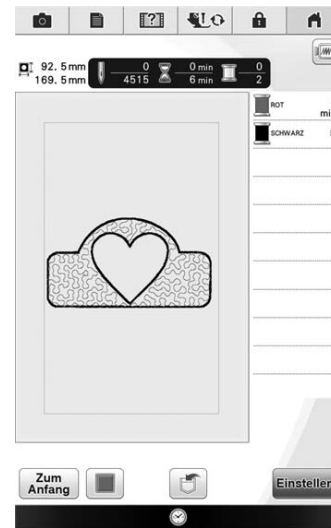 92.5mm
169.5mm
0
4515
0 min
6 min
0
2
ROT
mi
SCHWARZ
Zum
Anfang
Einsteller